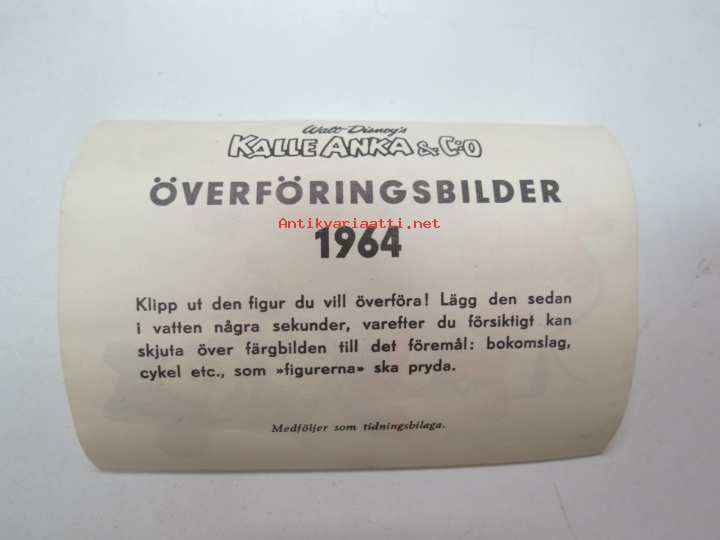 Walt Disney's
KALLE ANKA & C:O
ÖVERFÖRINGSBILDER
Antikvariaatti.net
1964
Klipp ut den figur du vill överföra! Lägg den sedan
i vatten några sekunder, varefter du försiktigt kan
skjuta över färgbilden till det föremål: bokomslag,
cykel etc., som »figurerna» ska pryda.
Medföljer som tidningsbilaga.